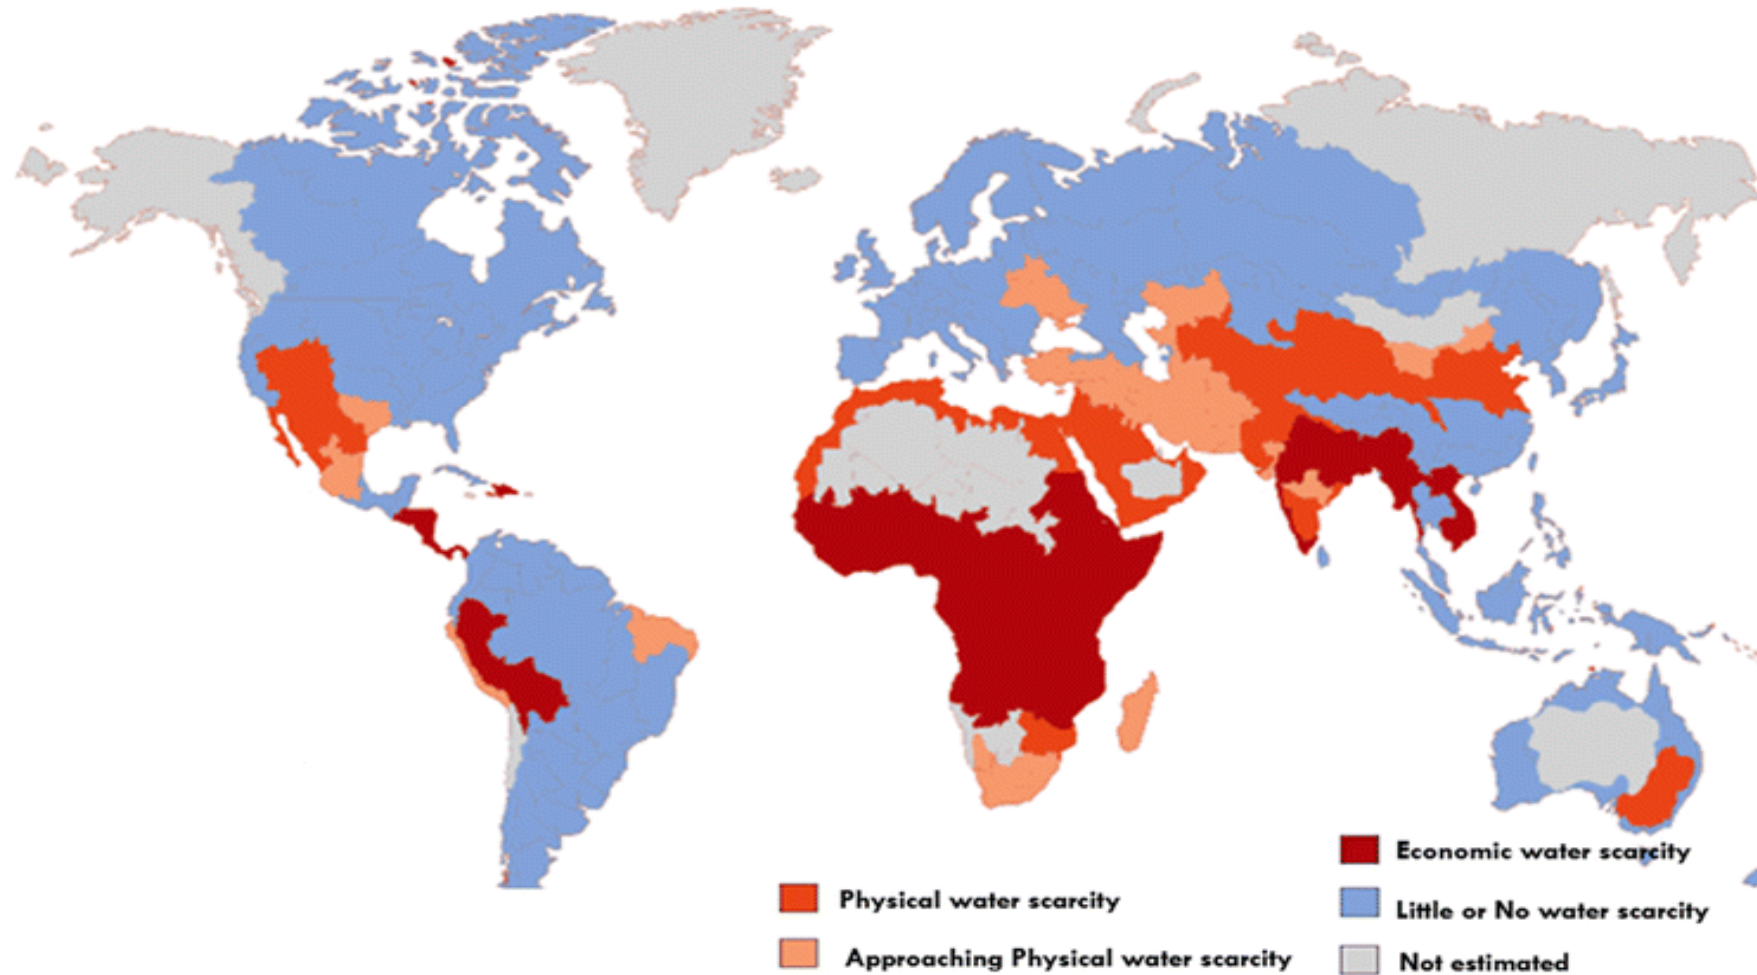 Physical water scarcity
Approaching Physical water scarcity
Economic water scarcity
Little or No water scarcity
Not estimated